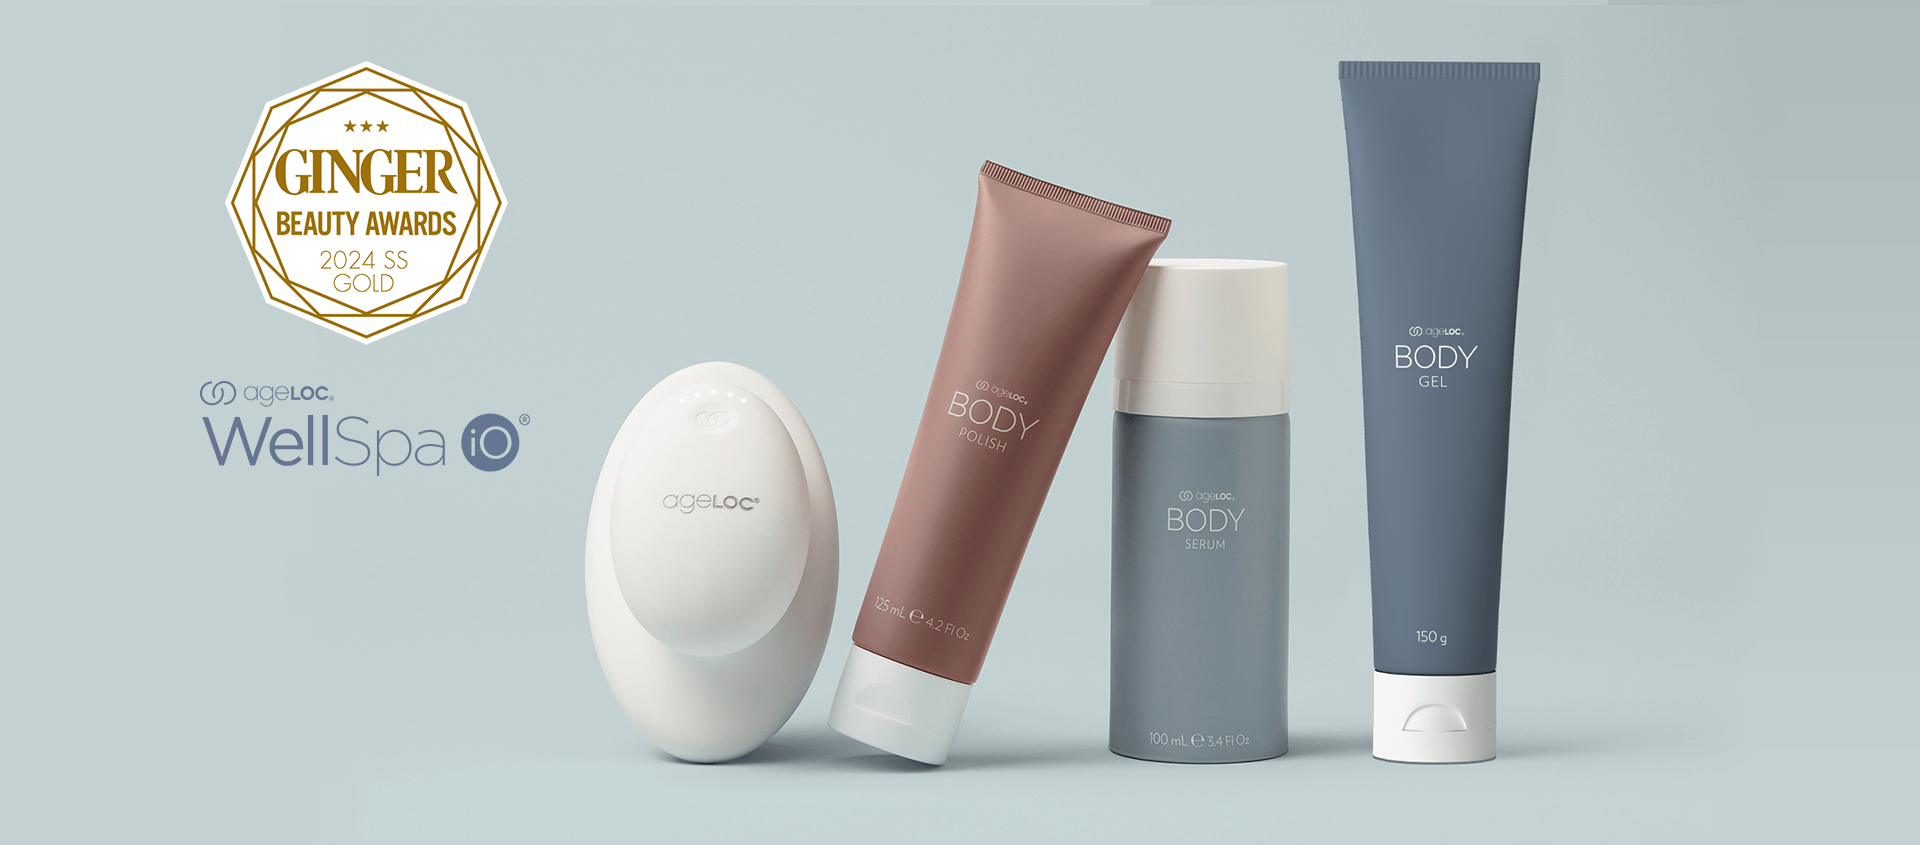 GINGER
BEAUTY AWARDS
2024 SS
GOLD
ageLOC®
WellSpa iO®
ageLOC®
ageLOC®
BODY
POLISH
125 mL ℮ 4.2 Fl Oz
ageLOC®
BODY
SERUM
100 mL ℮ 3.4 Fl Oz
ageLOC®
BODY
GEL
150 g